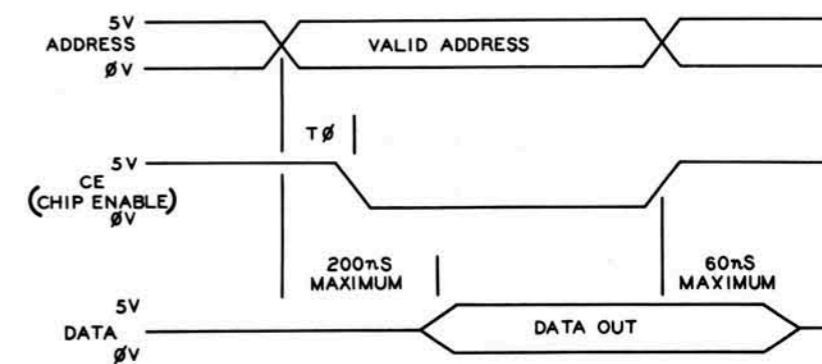 5V
ADDRESS
VALID ADDRESS
ØV
TØ
5V
CE
(CHIP ENABLE)
ØV
200nS
MAXIMUM
60nS
MAXIMUM
5V
DATA
DATA OUT
ØV